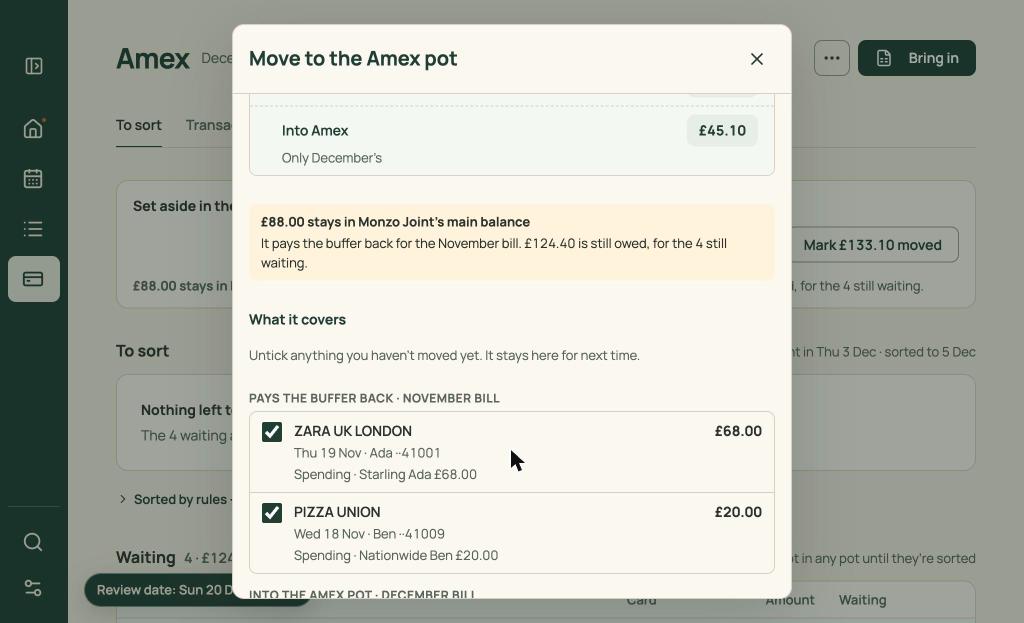 Move to the Amex pot
Amex
Bring in
To sort
Into Amex
£45.10
Only December's
Set aside in the
£88.00 stays in Monzo Joint's main balance
It pays the buffer back for the November bill. £124.40 is still owed, for the 4 still
waiting.
Mark £133.10 moved
£88.00 stays in
, for the 4 still waiting.
What it covers
To sort
Untick anything you haven't moved yet. It stays here for next time.
in Thu 3 Dec · sorted to 5 Dec
PAYS THE BUFFER BACK · NOVEMBER BILL
Nothing left
The 4 waiting
ZARA UK LONDON
£68.00
Thu 19 Nov · Ada ··41001
Spending · Starling Ada £68.00
Sorted by rules
PIZZA UNION
£20.00
Wed 18 Nov · Ben ··41009
Spending · Nationwide Ben £20.00
Waiting
4 · £124
in any pot until they're sorted
Review date: Sun 20 D
INTO THE AMEX POT · DECEMBER BILL
Card
Amount
Waiting